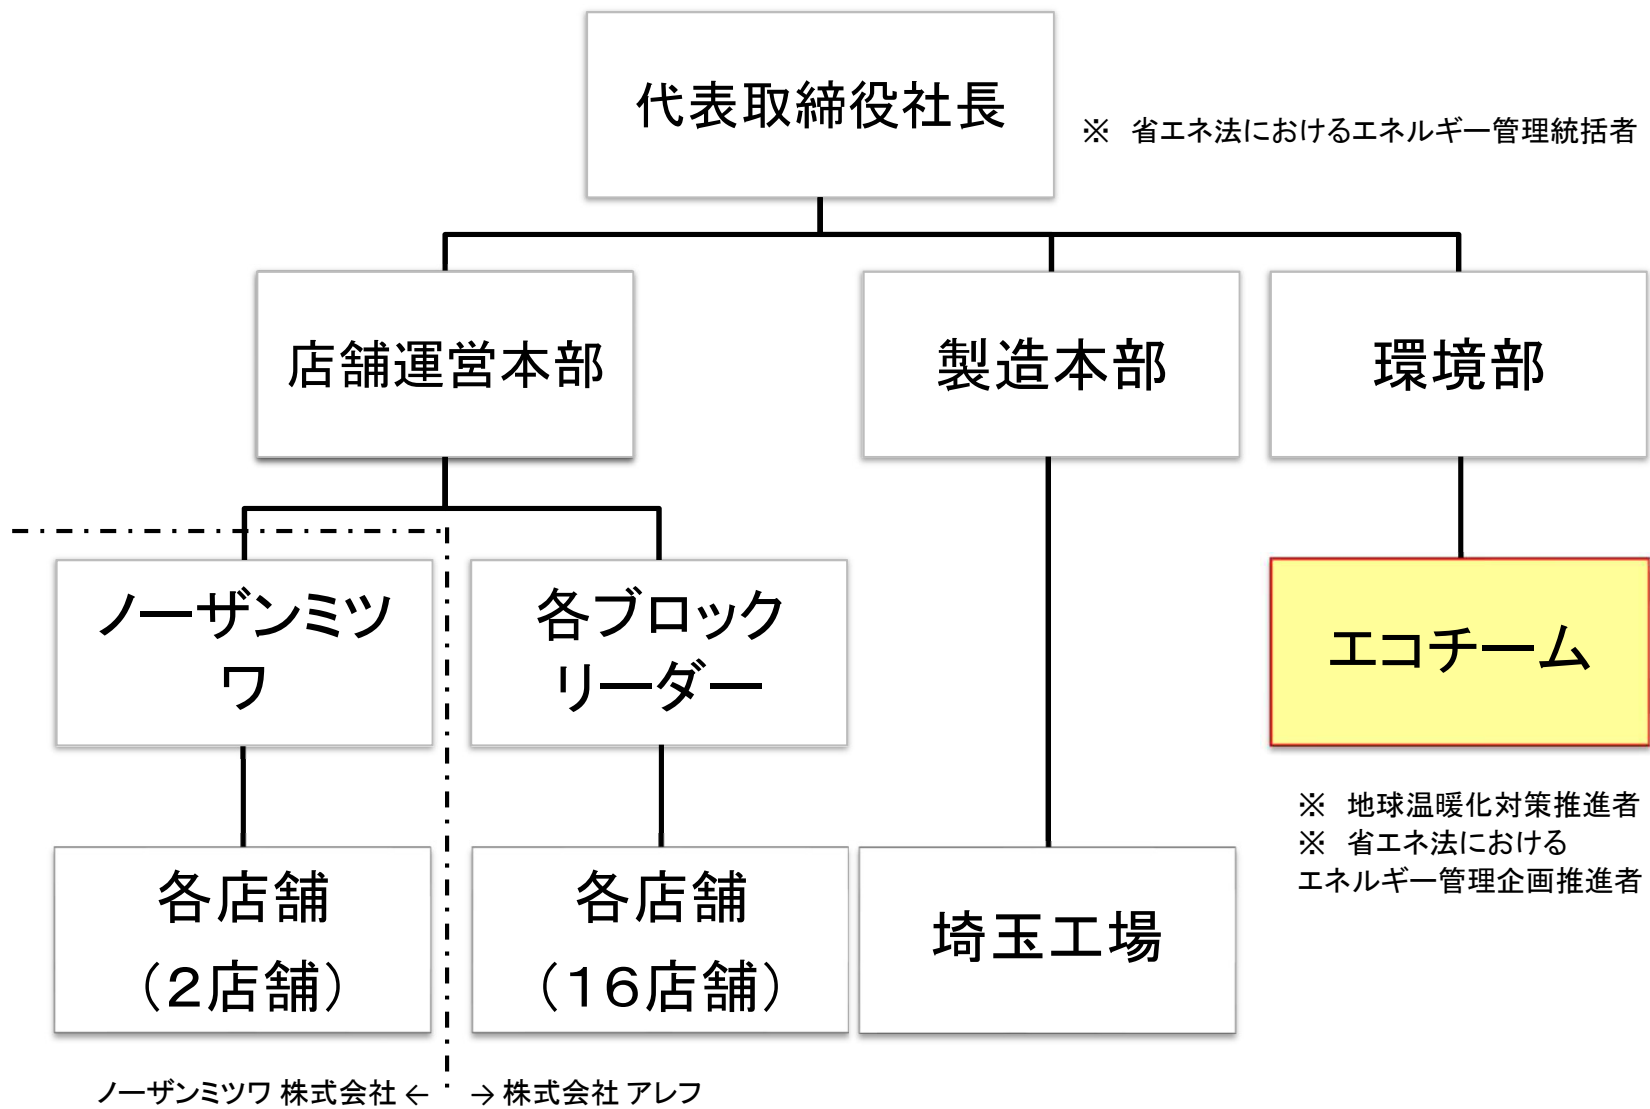 代表取締役社長
※　省エネ法におけるエネルギー管理統括者
店舗運営本部
製造本部
環境部
ノーザンミツ
ワ
各ブロック
リーダー
エコチーム
※　地球温暖化対策推進者
※　省エネ法における
エネルギー管理企画推進者
各店舗
（２店舗）
各店舗
（１６店舗）
埼玉工場
ノーザンミツワ 株式会社 ←
→ 株式会社 アレフ